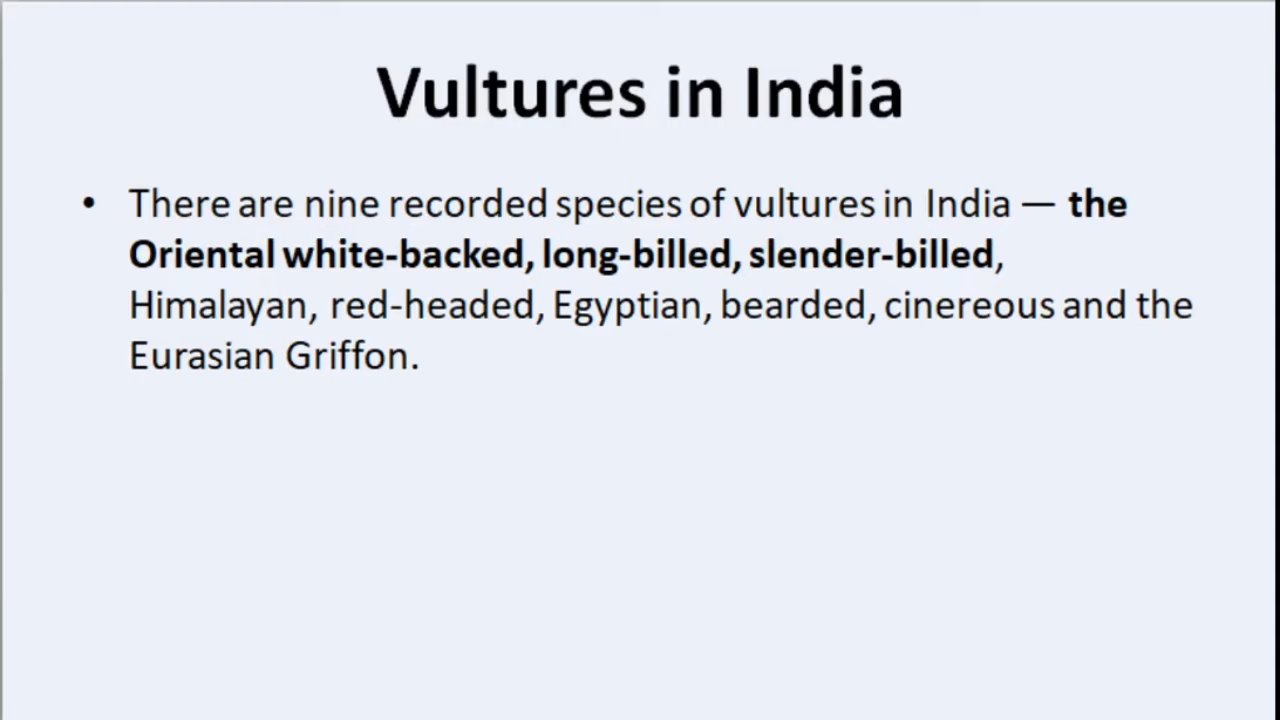 Vultures in India
• There are nine recorded species of vultures in India — the
Oriental white-backed, long-billed, slender-billed,
Himalayan, red-headed, Egyptian, bearded, cinereous and the
Eurasian Griffon.